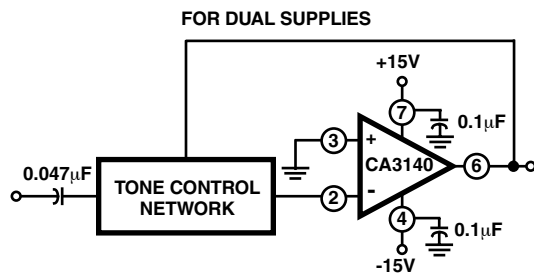 FOR DUAL SUPPLIES
+15V
7
0.1μF
3
+
CA3140
6
0.047μF
TONE CONTROL
NETWORK
2
-
4
0.1μF
-15V